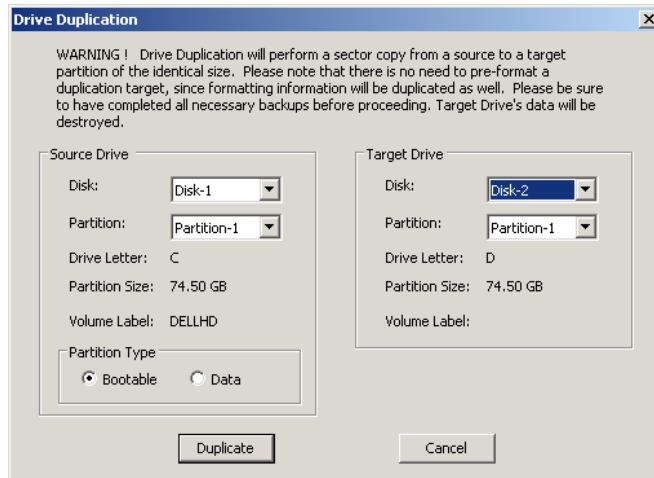 Drive Duplication
WARNING ! Drive Duplication will perform a sector copy from a source to a target
partition of the identical size. Please note that there is no need to pre-format a
duplication target, since formatting information will be duplicated as well. Please be sure
to have completed all necessary backups before proceeding. Target Drive's data will be
destroyed.
Source Drive
Disk: Disk-1
Partition: Partition-1
Drive Letter: C
Partition Size: 74.50 GB
Volume Label: DELLHD
Partition Type
Bootable Data
Target Drive
Disk: Disk-2
Partition: Partition-1
Drive Letter: D
Partition Size: 74.50 GB
Volume Label:
Duplicate Cancel